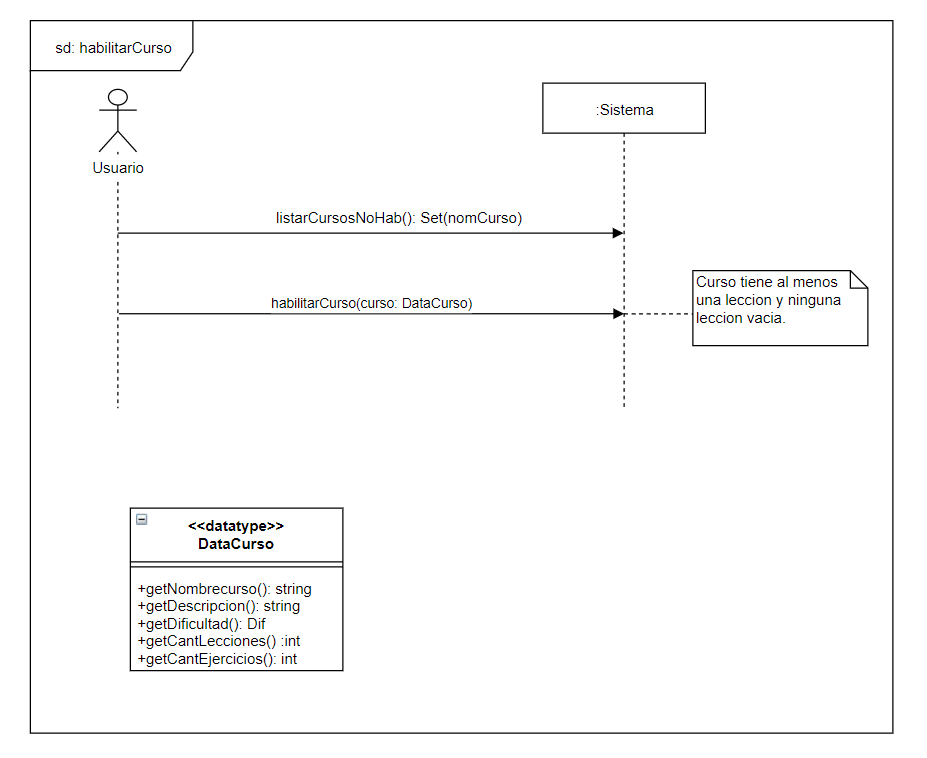 sd: habilitarCurso
:Sistema
Usuario
listarCursosNoHab(): Set(nomCurso)
habilitarCurso(curso: DataCurso)
Curso tiene al menos
una leccion y ninguna
leccion vacia.
<<datatype>>
DataCurso
+getNombrecurso(): string
+getDescripcion(): string
+getDificultad(): Dif
+getCantLecciones() :int
+getCantEjercicios(): int